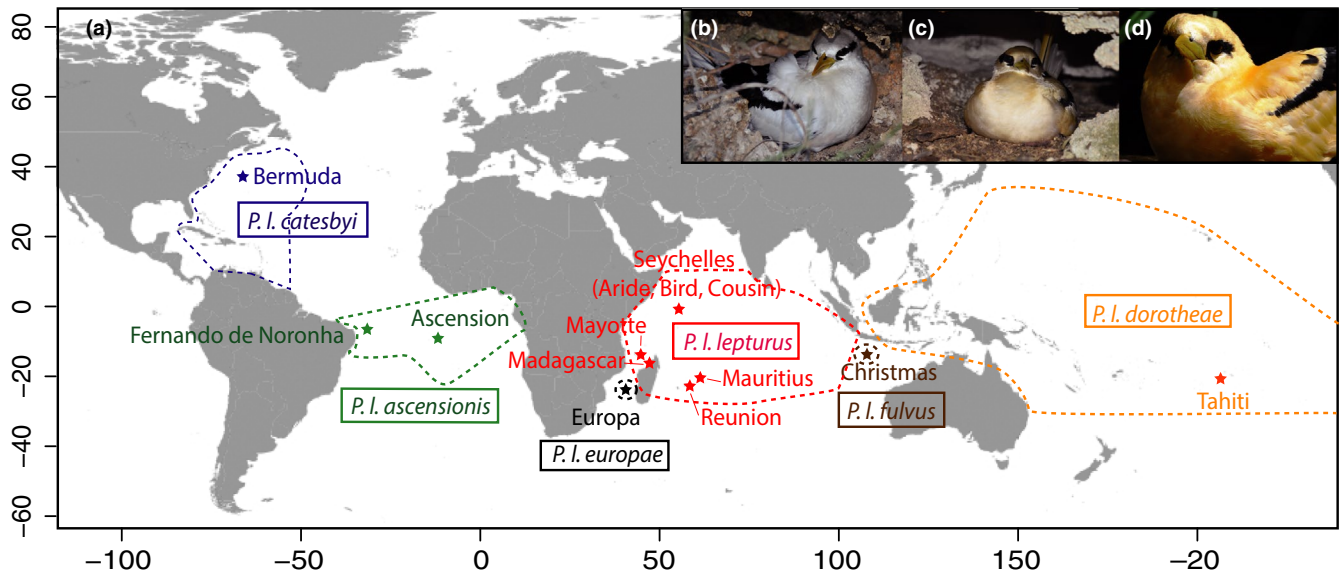 (a)
(b)
(c)
(d)
80
60
40
20
0
−20
−40
−60
Bermuda
P. l. catesbyi
Seychelles
(Aride, Bird, Cousin)
P. l. dorotheae
Fernando de Noronha
Ascension
Mayotte
P. l. lepturus
Madagascar
Mauritius
Christmas
Tahiti
P. l. ascensionis
Europa
Reunion
P. l. fulvus
P. l. europae
−100
−50
0
50
100
150
−20